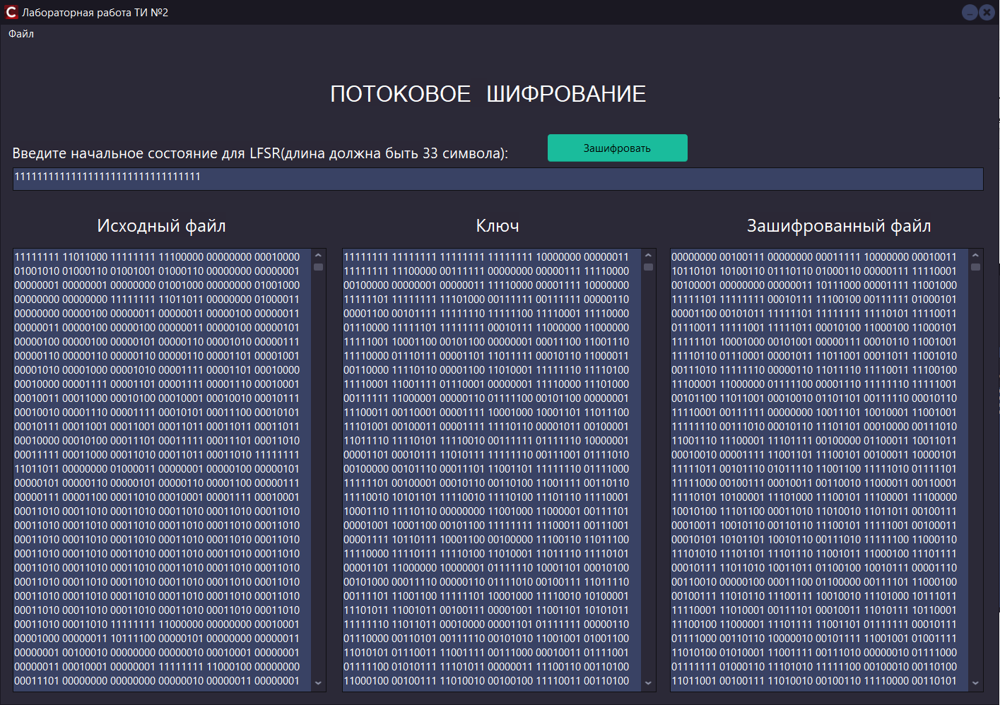 Лабораторная работа ТИ №2
Файл
ПОТОКОВОЕ ШИФРОВАНИЕ
Введите начальное состояние для LFSR(длина должна быть 33 символа):
Зашифровать
111111111111111111111111111111111
Исходный файл
11111111 11011000 11111111 11100000 00000000 00010000
01001010 01000110 01001001 01000110 00000000 00000001
00000001 00000001 00000000 01001000 00000000 01001000
00000000 00000000 11111111 11011011 00000000 01000011
00000000 00000100 00000011 00000011 00000100 00000011
00000011 00000100 00000100 00000011 00000100 00000101
00000100 00000100 00000101 00000110 00001010 00000111
00000110 00000110 00000110 00000110 00001101 00001001
00001010 00001000 00001010 00001111 00001101 00010000
00010000 00001111 00001101 00001111 00001110 00010001
00010011 00011000 00010100 00010001 00010010 00010111
00010010 00001110 00001111 00010101 00011100 00010101
00010111 00011001 00011001 00011011 00011011 00011011
00010000 00010100 00011101 00011111 00011101 00011010
00011111 00011000 00011010 00011011 00011010 11111111
11011011 00000000 01000011 00000001 00000100 00000101
00000101 00000110 00000101 00000110 00001100 00000111
00000111 00001100 00011010 00010001 00001111 00010001
00011010 00011010 00011010 00011010 00011010 00011010
00011010 00011010 00011010 00011010 00011010 00011010
00011010 00011010 00011010 00011010 00011010 00011010
00011010 00011010 00011010 00011010 00011010 00011010
00011010 00011010 00011010 00011010 00011010 00011010
00011010 00011010 00011010 00011010 00011010 00011010
00011010 00011010 00011010 00011010 00011010 00011010
00011010 00011010 00011010 00011010 00011010 00011010
00011010 00011010 11111111 11000000 00000000 00010001
00001000 00000011 10111100 00000101 00000000 00000011
00000001 00100010 00000000 00000010 00010001 00000001
00000011 00010001 00000001 11111111 11000100 00000000
00011101 00000000 00000000 00000010 00000011 00000001
Ключ
11111111 11111111 11111111 11111111 10000000 00000011
11111111 11100000 00111111 00000000 00000111 11110000
00100000 00000001 00000011 11110000 00001111 10000000
11111101 11111111 11101000 00111111 00111111 00000110
00001100 00101111 11111110 11111100 11110001 11110000
01110000 11111101 11111111 00010111 11000000 11000000
11111001 10001100 00101100 00000001 00011100 11001110
11110000 01110111 00001101 11011111 00010110 11000011
00110000 11110110 00001100 11010001 11111110 11110100
11110001 11001111 01110001 00000001 11110000 11101000
00111111 11000001 00000110 01111100 00101100 00000001
11100011 00110001 00001111 10001000 10001101 11011100
11101001 00100011 00001111 11110110 00001011 00100001
11011110 11110101 11110010 00111111 01111110 10000001
00001101 00010111 11010111 11111110 00111001 01111010
00100000 00101110 00011101 11001101 11111110 01111000
11111101 00100001 00010110 00110100 11001111 00110110
11110010 10101101 11110010 11110100 11101110 11110001
10001110 11110110 00000000 11001000 11000001 00111101
00001001 10001100 00101100 11111111 11100011 00111001
00001111 10110111 10001100 00100000 11100110 11011100
11110000 11110111 11110100 11010001 11011110 11110101
00001101 11000000 10000001 01111110 10001101 00010100
00101000 00011110 00000110 01111010 00100111 11011110
00111101 11001100 11111101 10001000 11110010 10100001
11101011 11001011 00100111 00001001 11001101 10101011
11111110 11011011 00010000 00001101 01111111 00000110
01110000 00110101 00111110 00101010 11001001 01001100
11010101 01110011 11001111 00111000 00010011 01111001
01111100 01010111 11101011 00000011 11100110 00110100
11000100 00100111 11010010 00100100 11110011 00110100
Зашифрованный файл
00000000 00100111 00000000 00011111 10000000 00010011
10110101 10100110 01110110 01000110 00000111 11110001
00100001 00000000 00000011 10111000 00001111 11001000
11111101 11111111 00010111 11100100 00111111 01000101
00001100 00101011 11111101 11111111 11110101 11110011
01110011 11111001 11111011 00010100 11000100 11000101
11111101 10001000 00101001 00000111 00010110 11001001
11110110 01110001 00001011 11011001 00011011 11001010
00111010 11111110 00000110 11011110 11110011 11100100
11100001 11000000 01111100 00001110 11111110 11111001
00101100 11011001 00010010 01101101 00111110 00010110
11110001 00111111 00000000 10011101 10010001 11001001
11111110 00111010 00010110 11101101 00010000 00111010
11001110 11100001 11101111 00100000 01100011 10011011
00010010 00001111 11001101 11100101 00100011 10000101
11111011 00101110 01011110 11001100 11111010 01111101
11111000 00100111 00010011 00110010 11000011 00110001
11110101 10100001 11101000 11100101 11100001 11100000
10010100 11101100 00011010 11010010 11011011 00100111
00010011 10010110 00110110 11100101 11111001 00100011
00010101 10101101 10010110 00111010 11111100 11000110
11101010 11101101 11101110 11001011 11000100 11101111
00010111 11011010 10011011 01100100 10010111 00001110
00110010 00000100 00011100 01100000 00111101 11000100
00100111 11010110 11100111 10010010 11101000 10111011
11110001 11010001 00111101 00010011 11010111 10110001
11100100 11000001 11101111 11001101 01111111 00010111
01111000 00110110 10000010 00101111 11001001 01001111
11010100 01010001 11001111 00111010 00000010 01111000
01111111 01000110 11101010 11111100 00100010 00110100
11011001 00100111 11010010 00100110 11110000 00110101